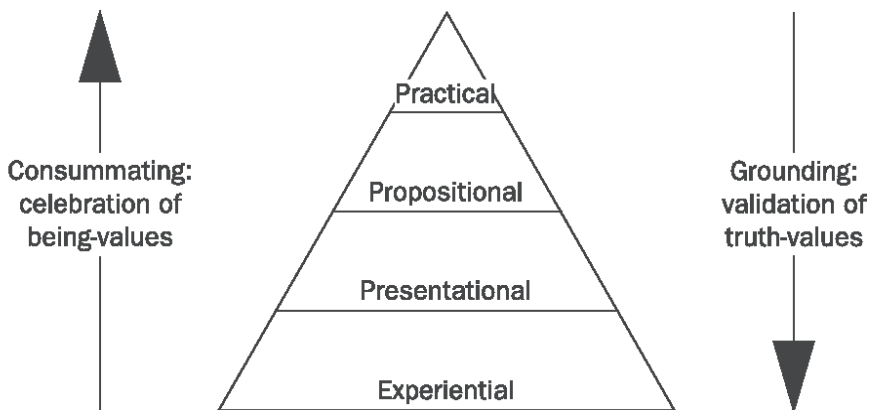 Practical
Consummating:
celebration of
being-values
Propositional
Grounding:
validation of
truth-values
Presentational
Experiential